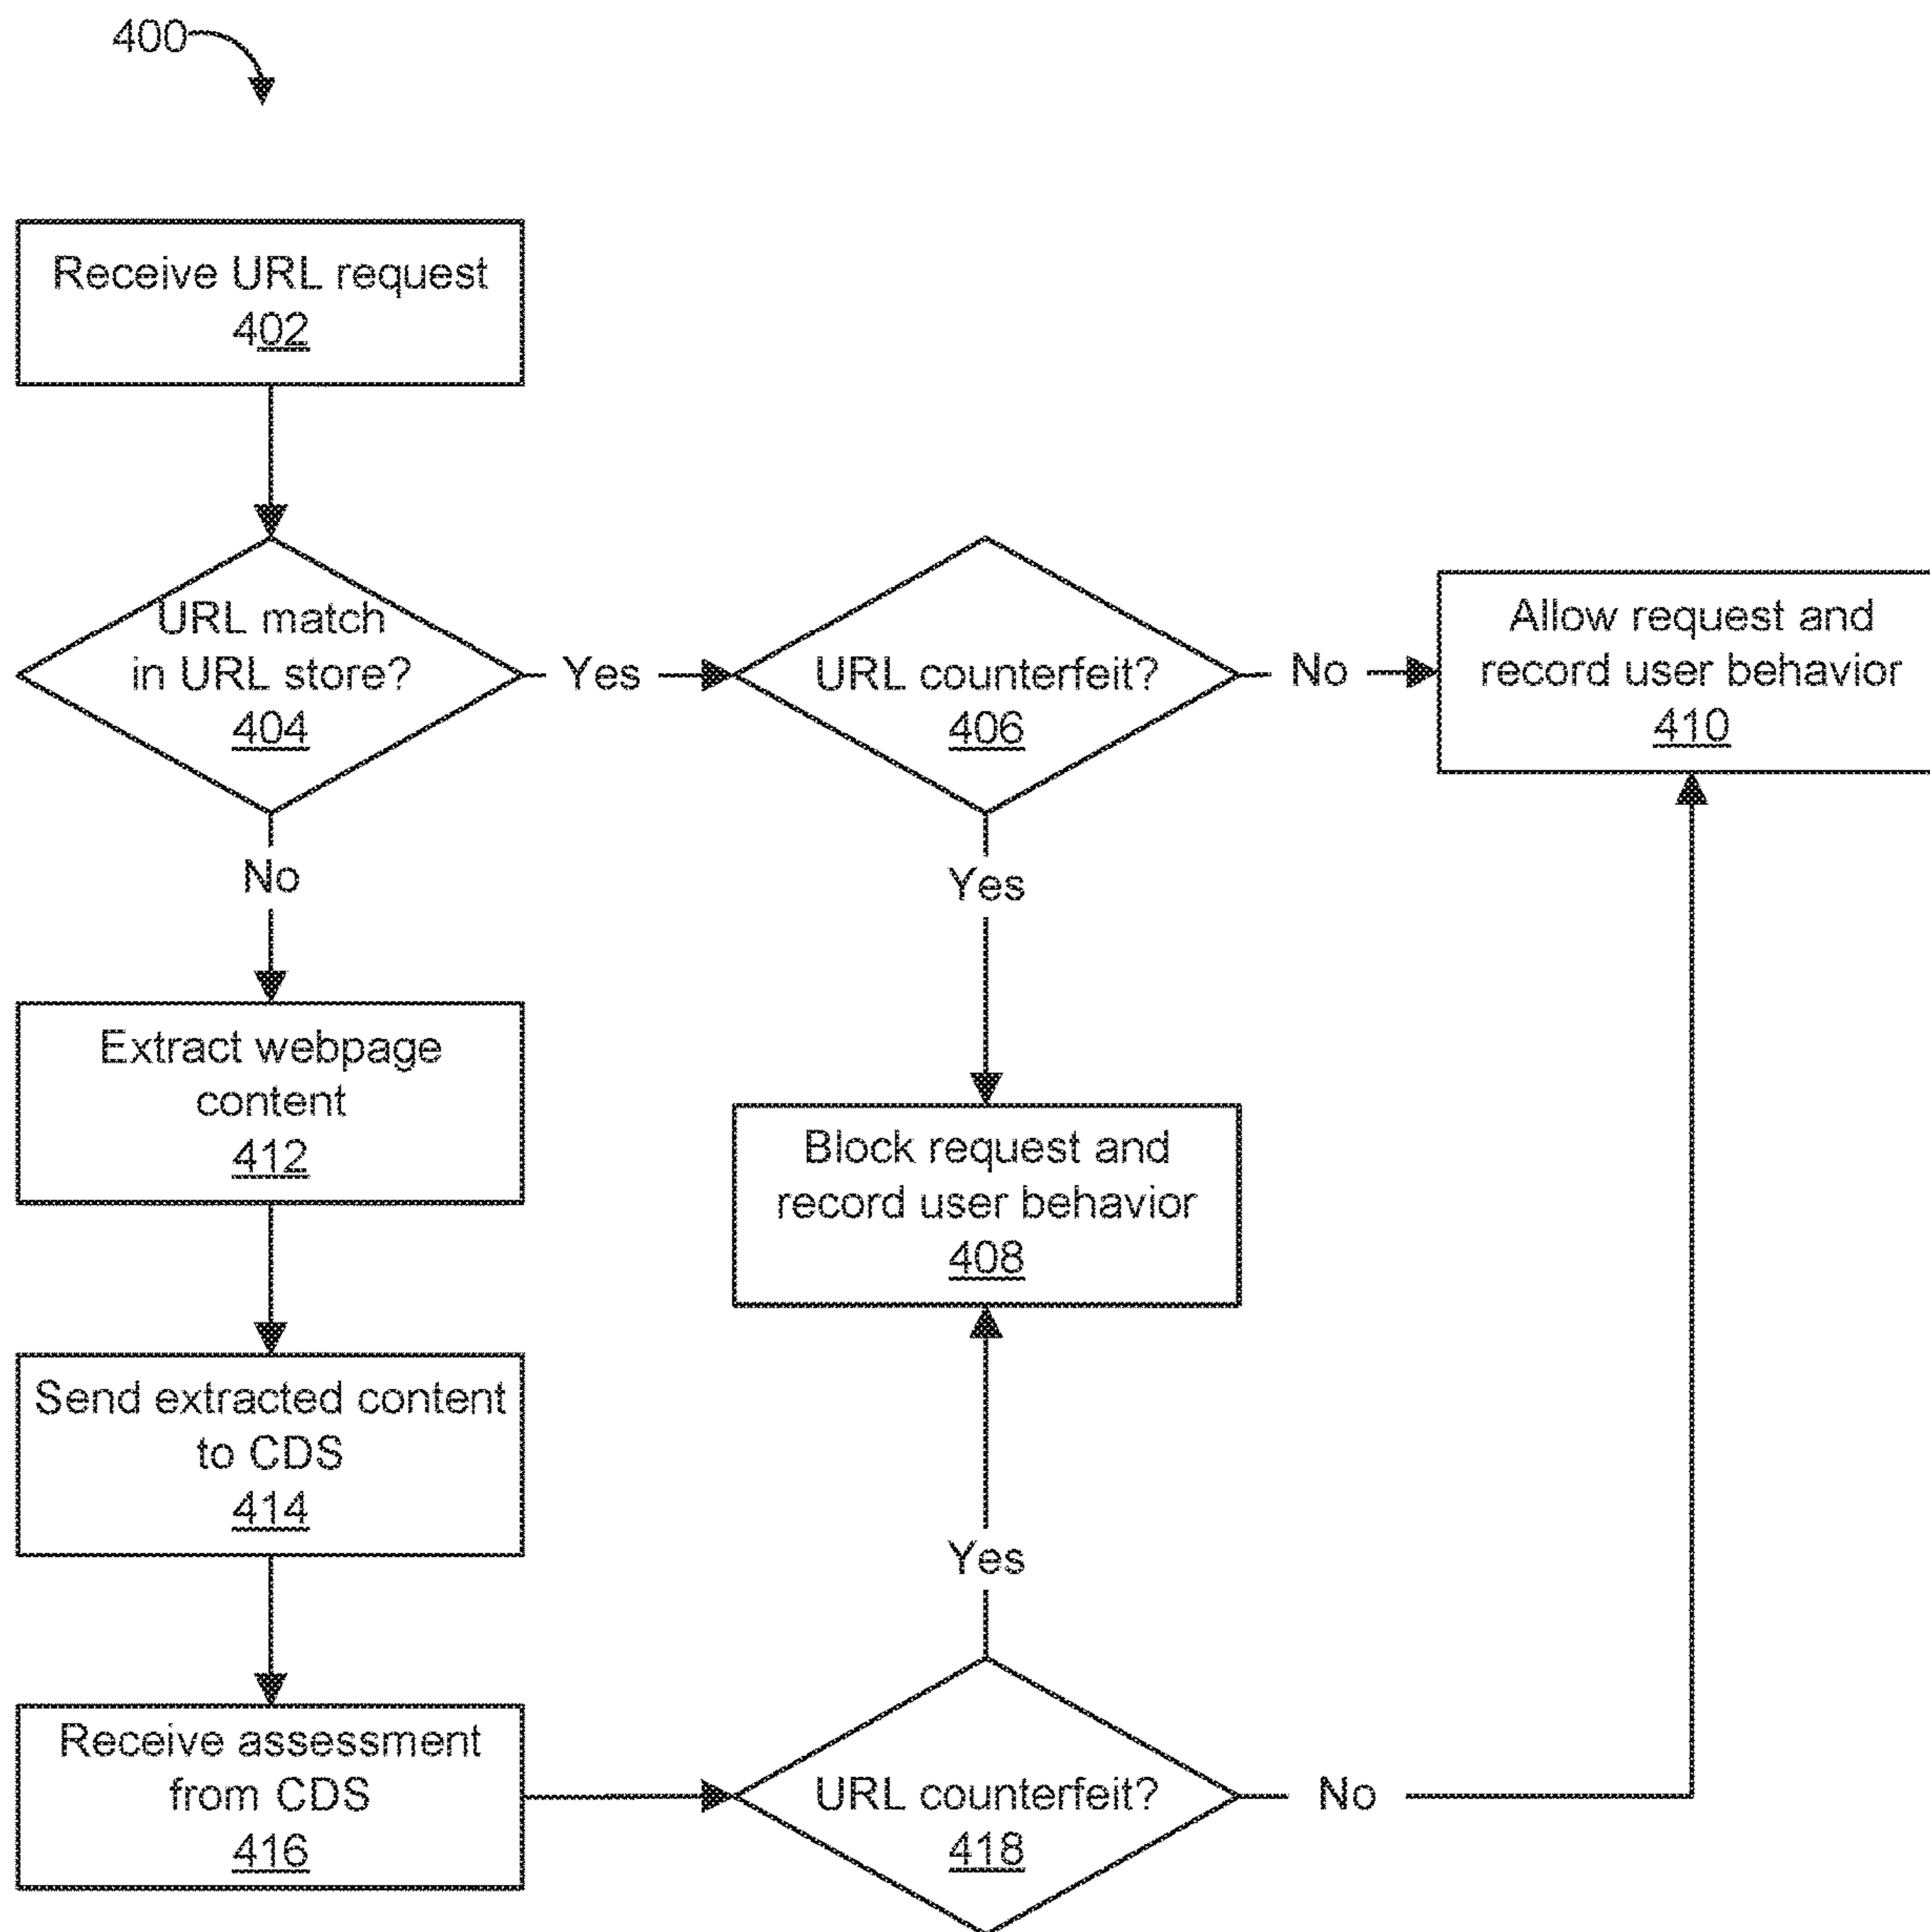 400
Receive URL request
402
URL match
in URL store?
404
Yes
URL counterfeit?
406
No
Allow request and
record user behavior
410
No
Yes
Extract webpage
content
412
Block request and
record user behavior
408
Send extracted content
to CDS
414
Yes
Receive assessment
from CDS
416
URL counterfeit?
418
No